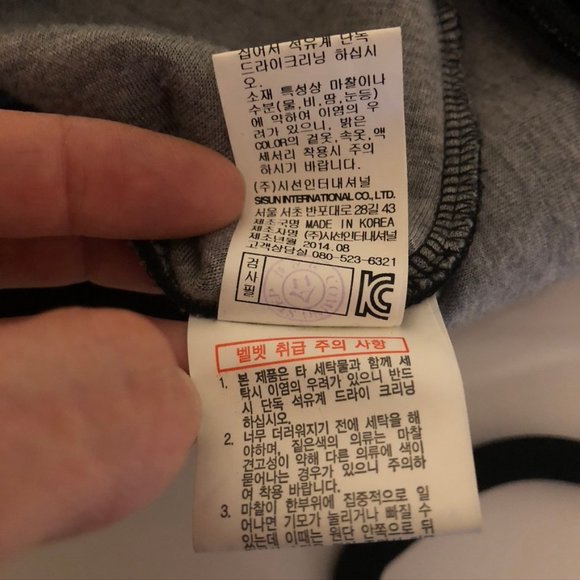 집어서 석유계 단독
드라이크리닝 하십시
오.
소재 특성상 마찰이나
수분(물,비,땀,눈등)
에 약하여 이염의 우
려가 있으니, 밝은
COLOR의 겉옷,속옷,액
세서리 착용시 주의
하시기 바랍니다.
(주)시선인터내셔널
SISUN INTERNATIONAL CO., LTD.
서울 서초 반포대로 28길 43
제조국명 MADE IN KOREA
제조자명 (주)시선인터내셔널
제조년월 2014.08
고객상담실 080-523-6321
검사필
벨벳 취급 주의 사항
1. 본 제품은 타 세탁물과 함께 세
탁시 이염의 우려가 있으니 반드
시 단독 석유계 드라이 크리닝
하십시오.
2. 너무 더러워지기 전에 세탁을 해
야하며, 짙은색의 의류는 마찰
견고성이 약해 다른 의류에 색이
묻어나는 경우가 있으니 주의하
여 착용 바랍니다.
3. 마찰이 한부위에 집중적으로 일
어나면 기모가 눌리거나 빠질 수
있는데 이때는 원단 안쪽으로 뒤